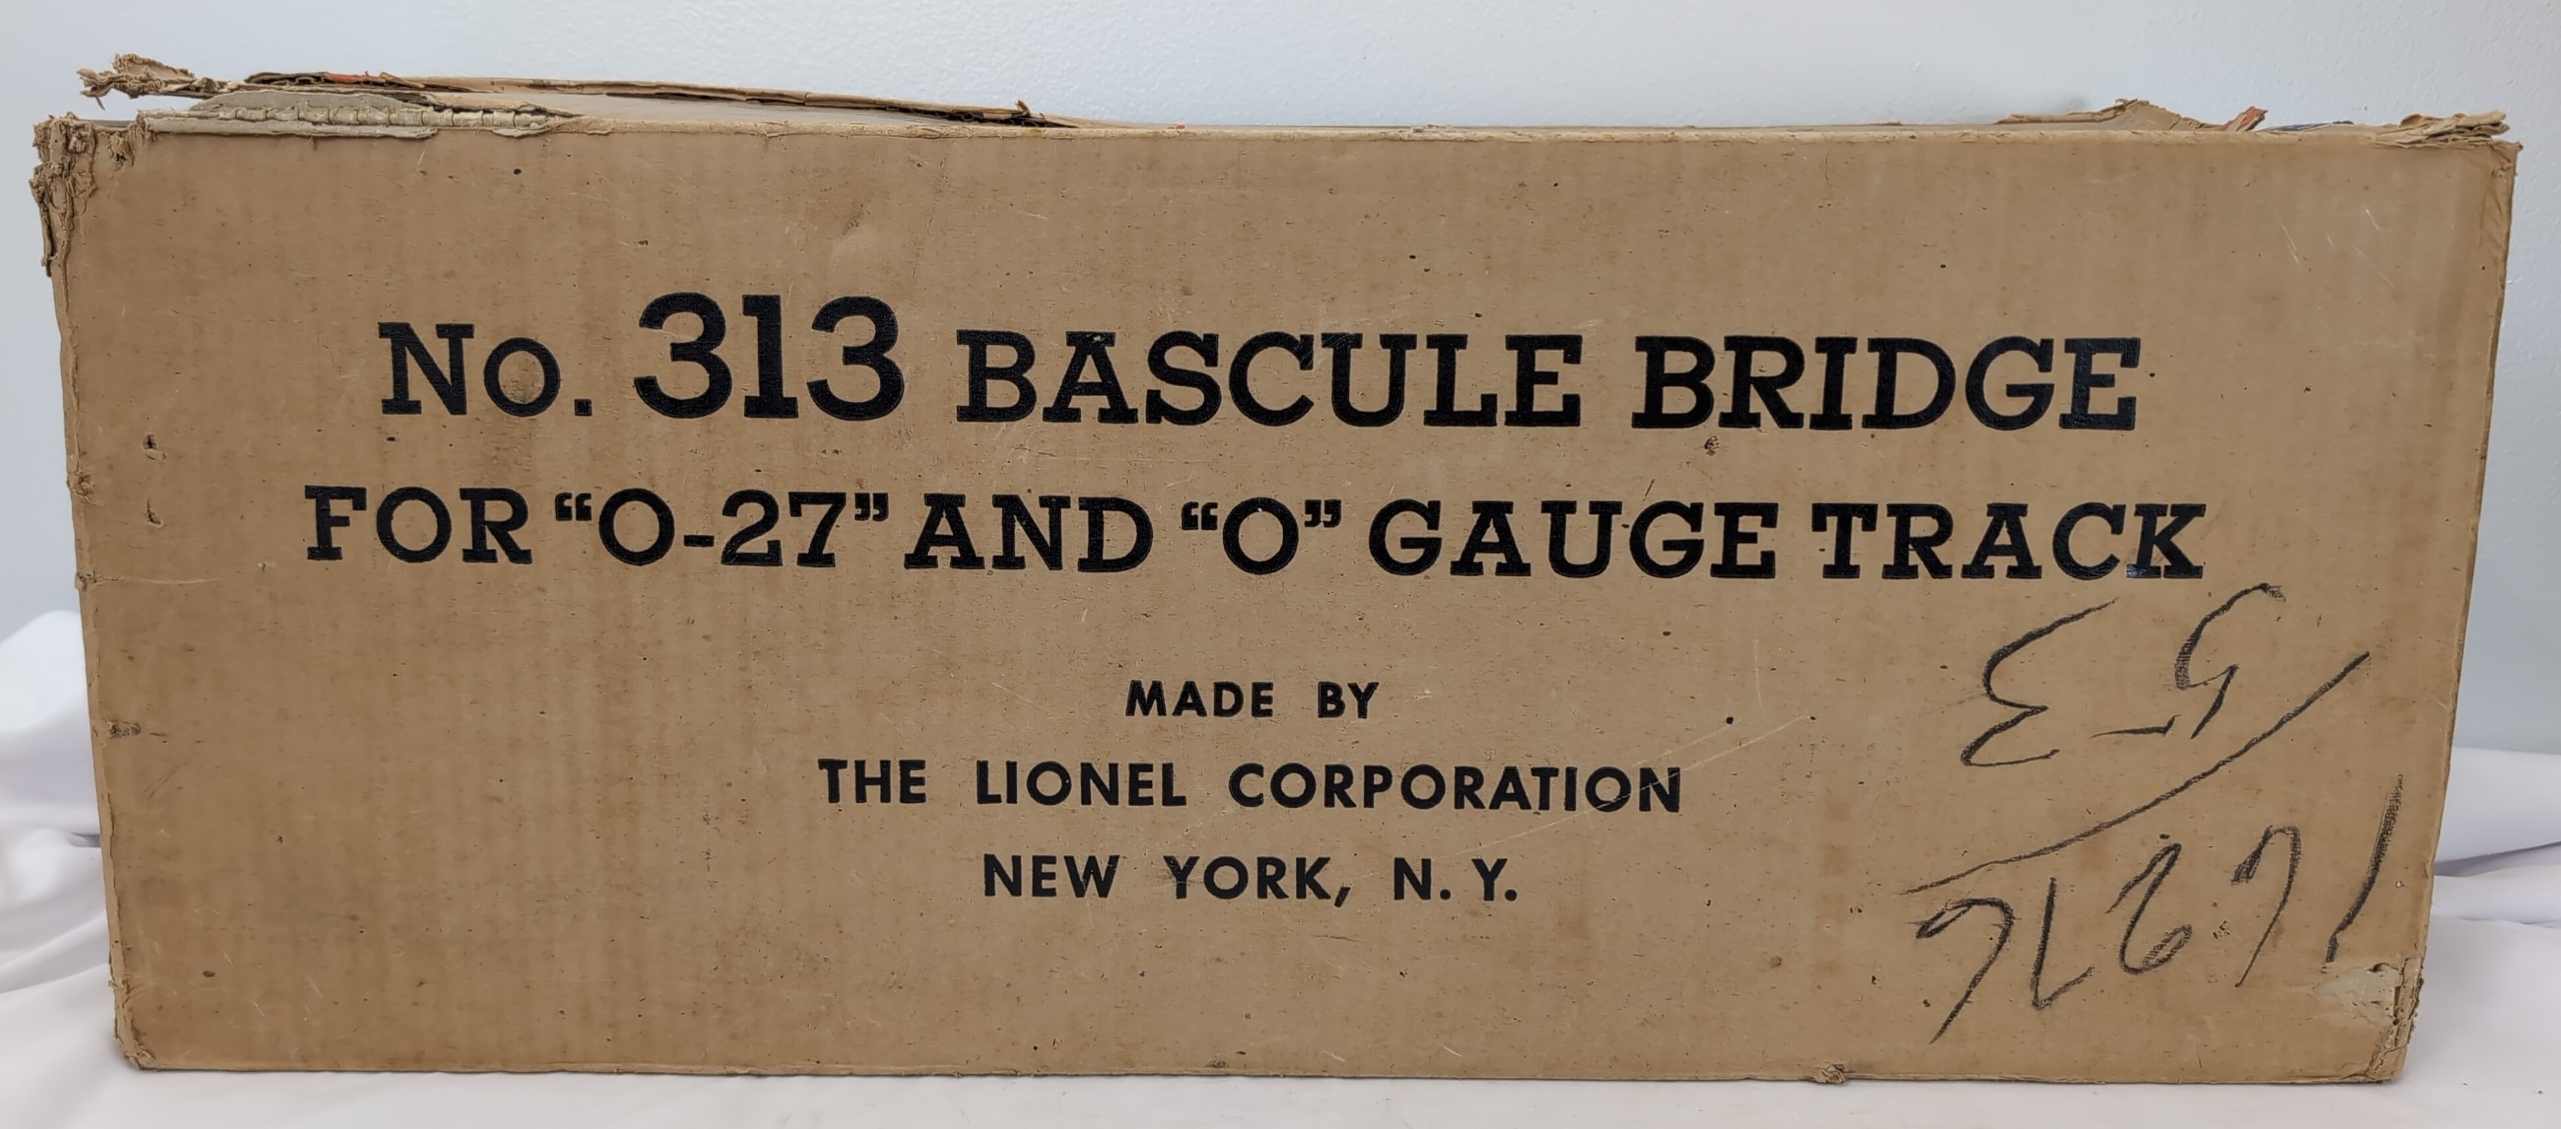 No. 313 BASCULE BRIDGE
FOR “O-27” AND “O” GAUGE TRACK
MADE BY
THE LIONEL CORPORATION
NEW YORK, N. Y.